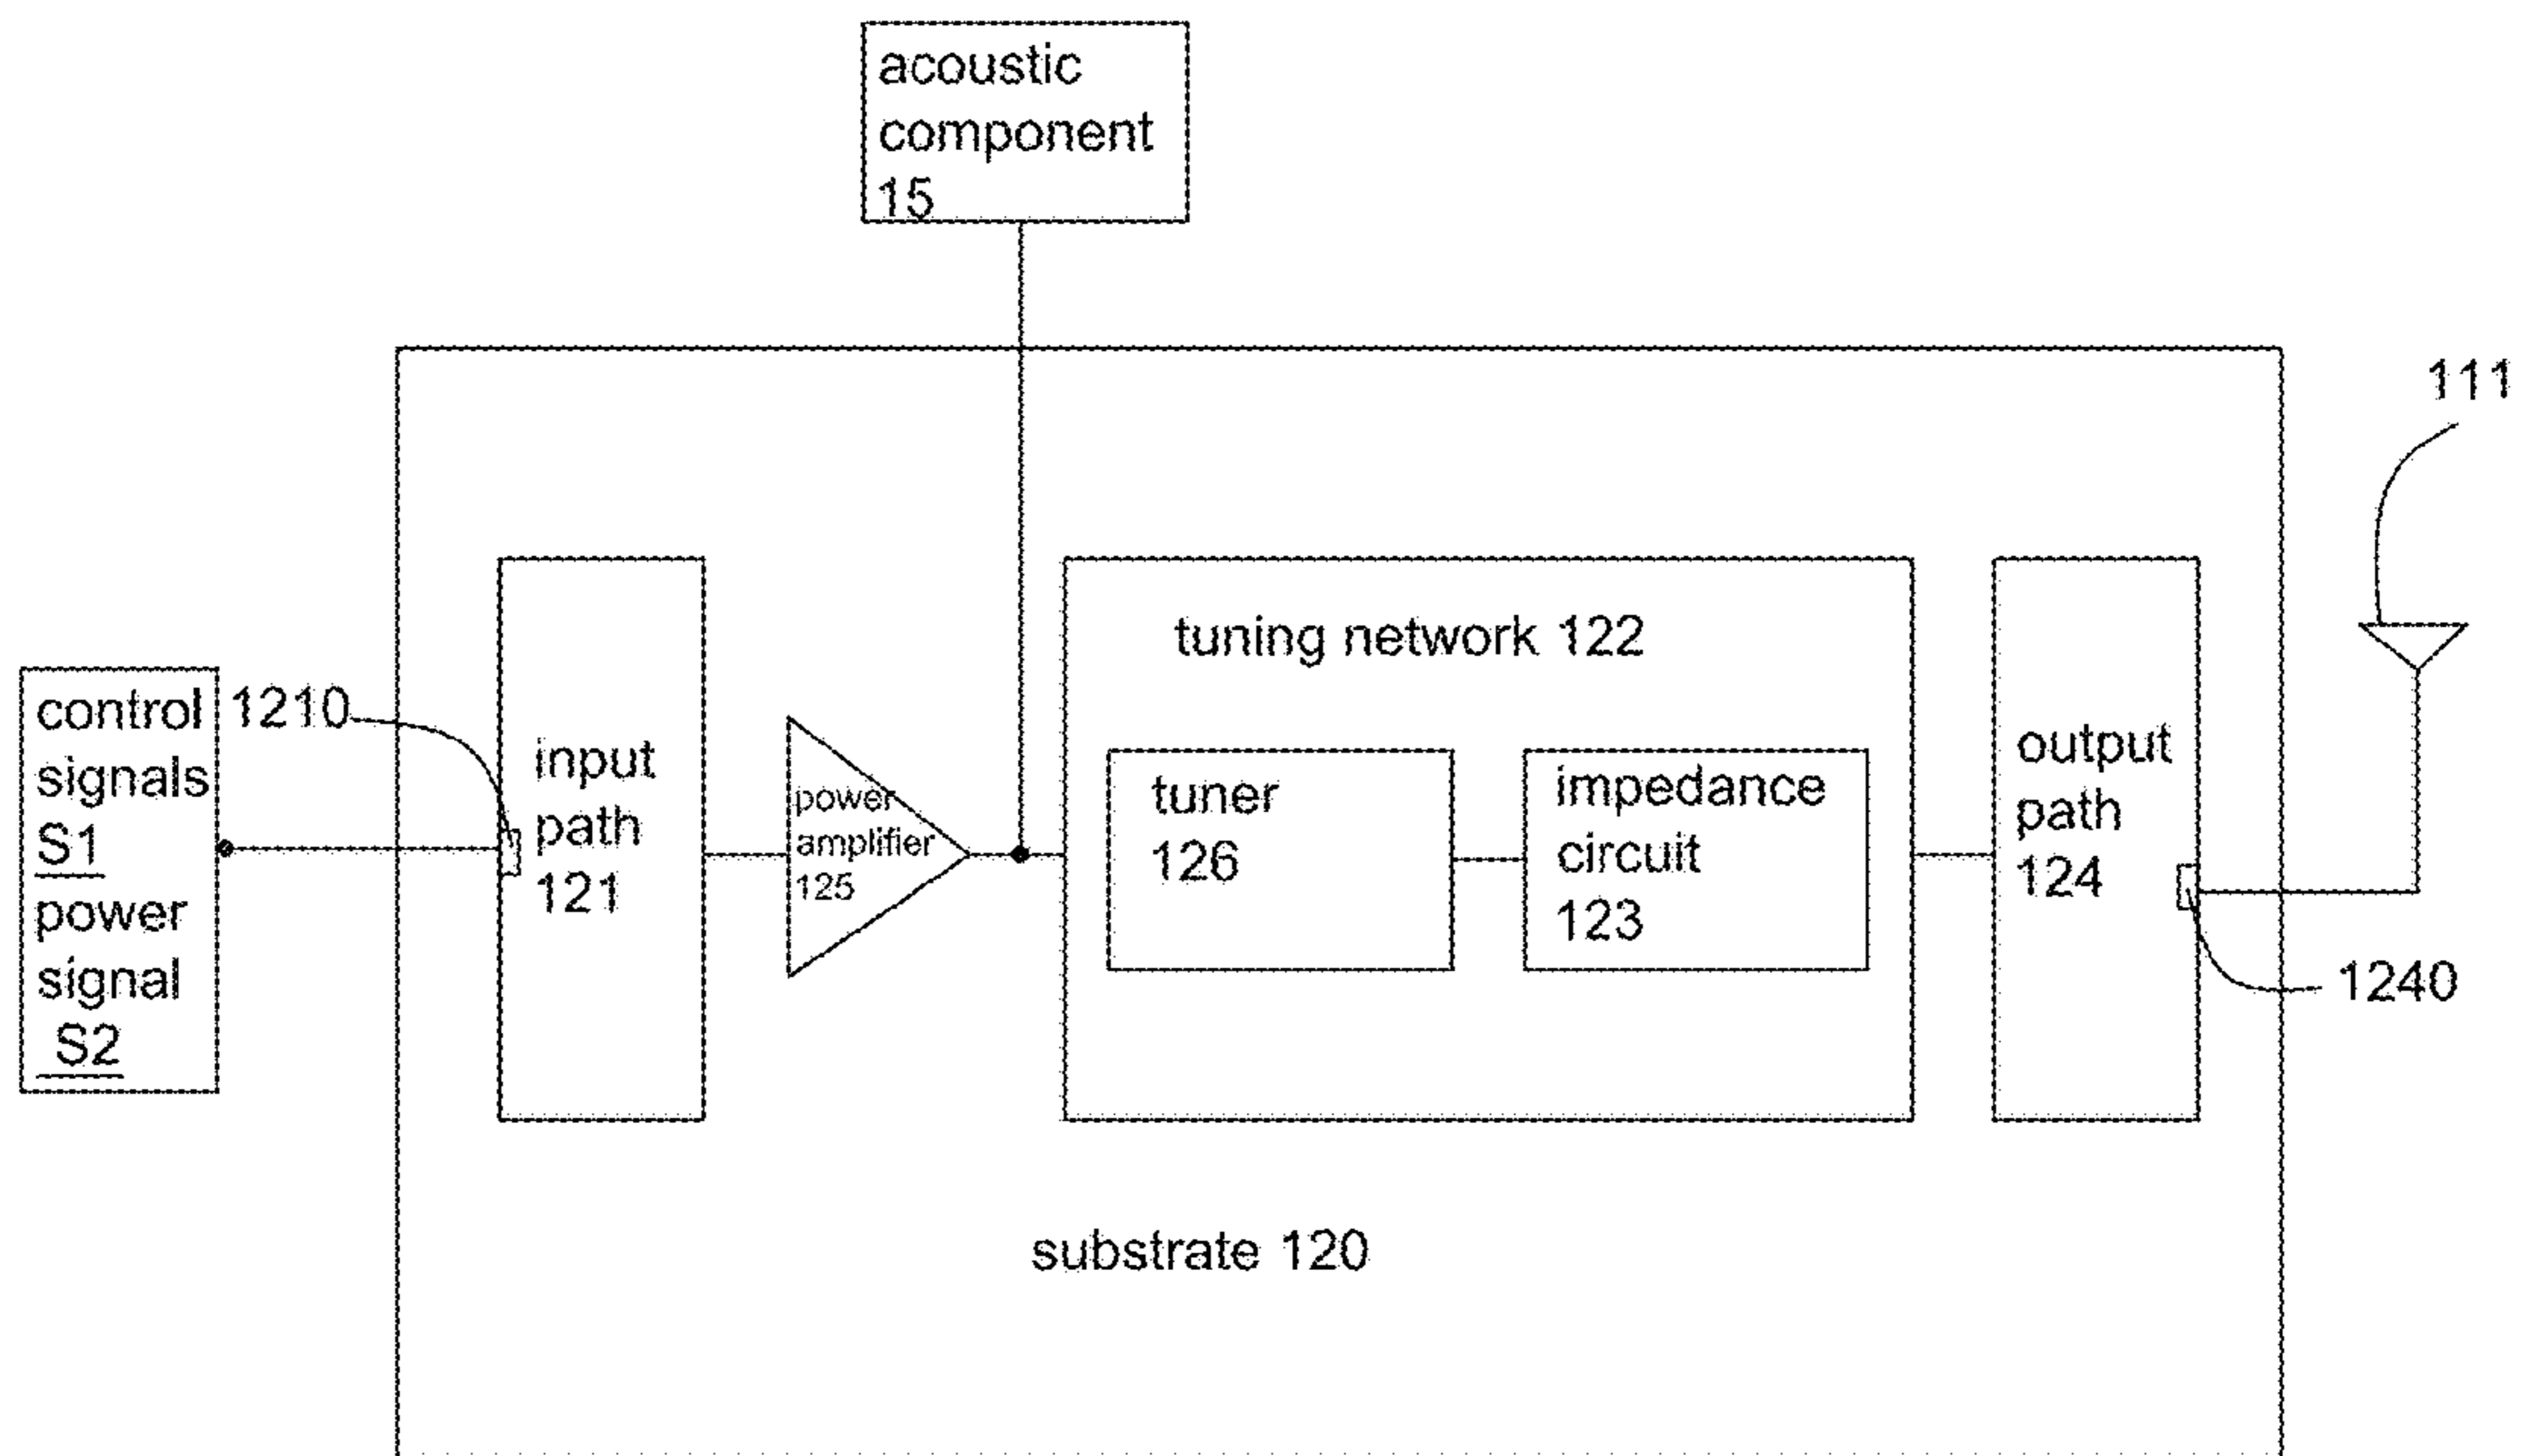 acoustic
component
15
111
control
signals
S1
power
signal
S2
1210
input
path
121
power
amplifier
125
tuning network 122
tuner
126
impedance
circuit
123
output
path
124
1240
substrate 120